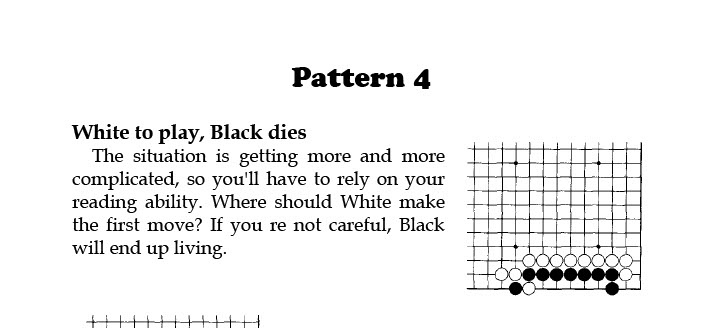 Pattern 4
White to play, Black dies
The situation is getting more and more
complicated, so you'll have to rely on your
reading ability. Where should White make
the first move? If you re not careful, Black
will end up living.